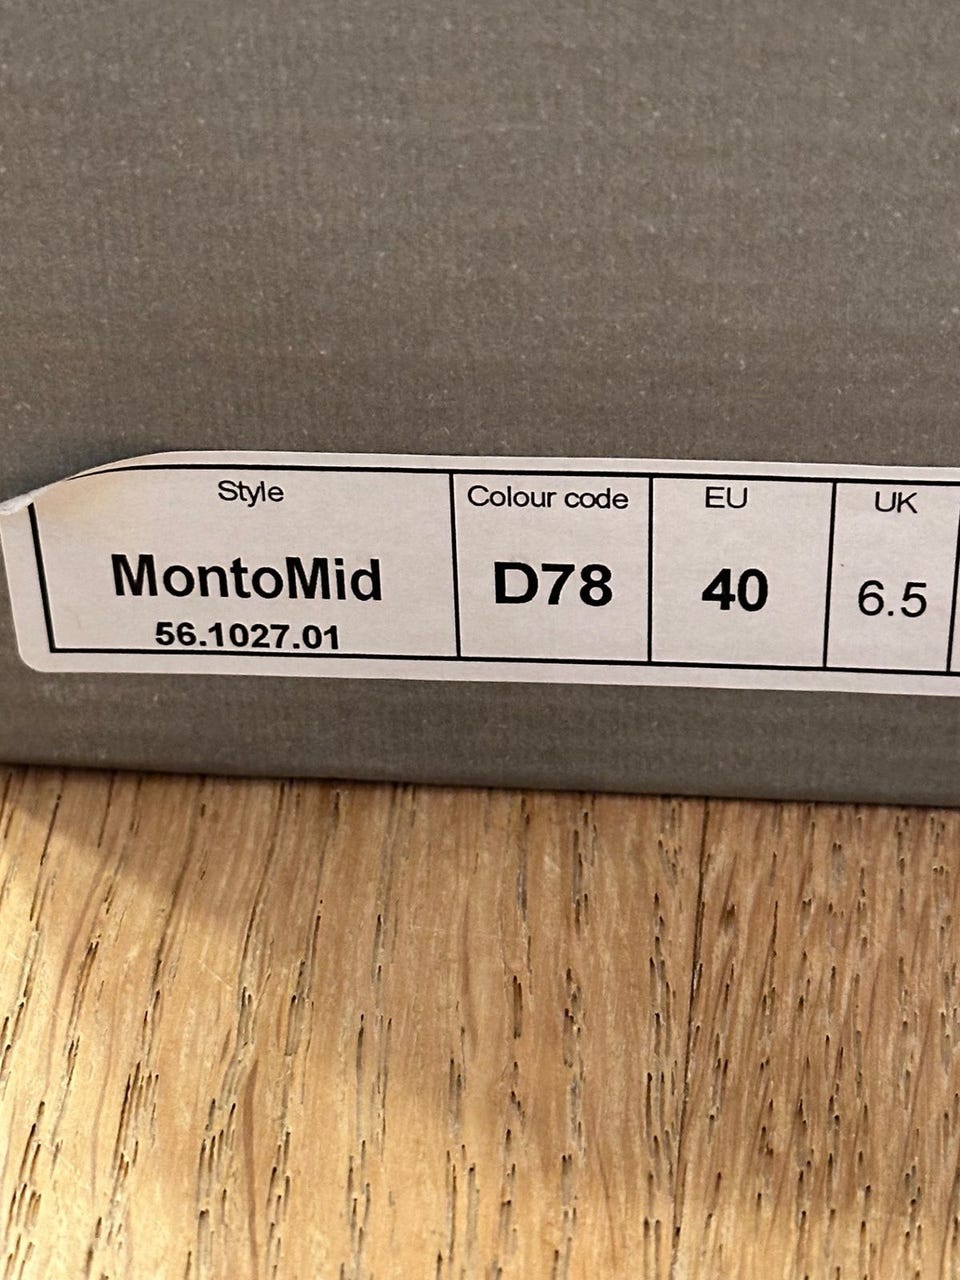 Style
MontoMid
56.1027.01
Colour code
D78
EU
40
UK
6.5